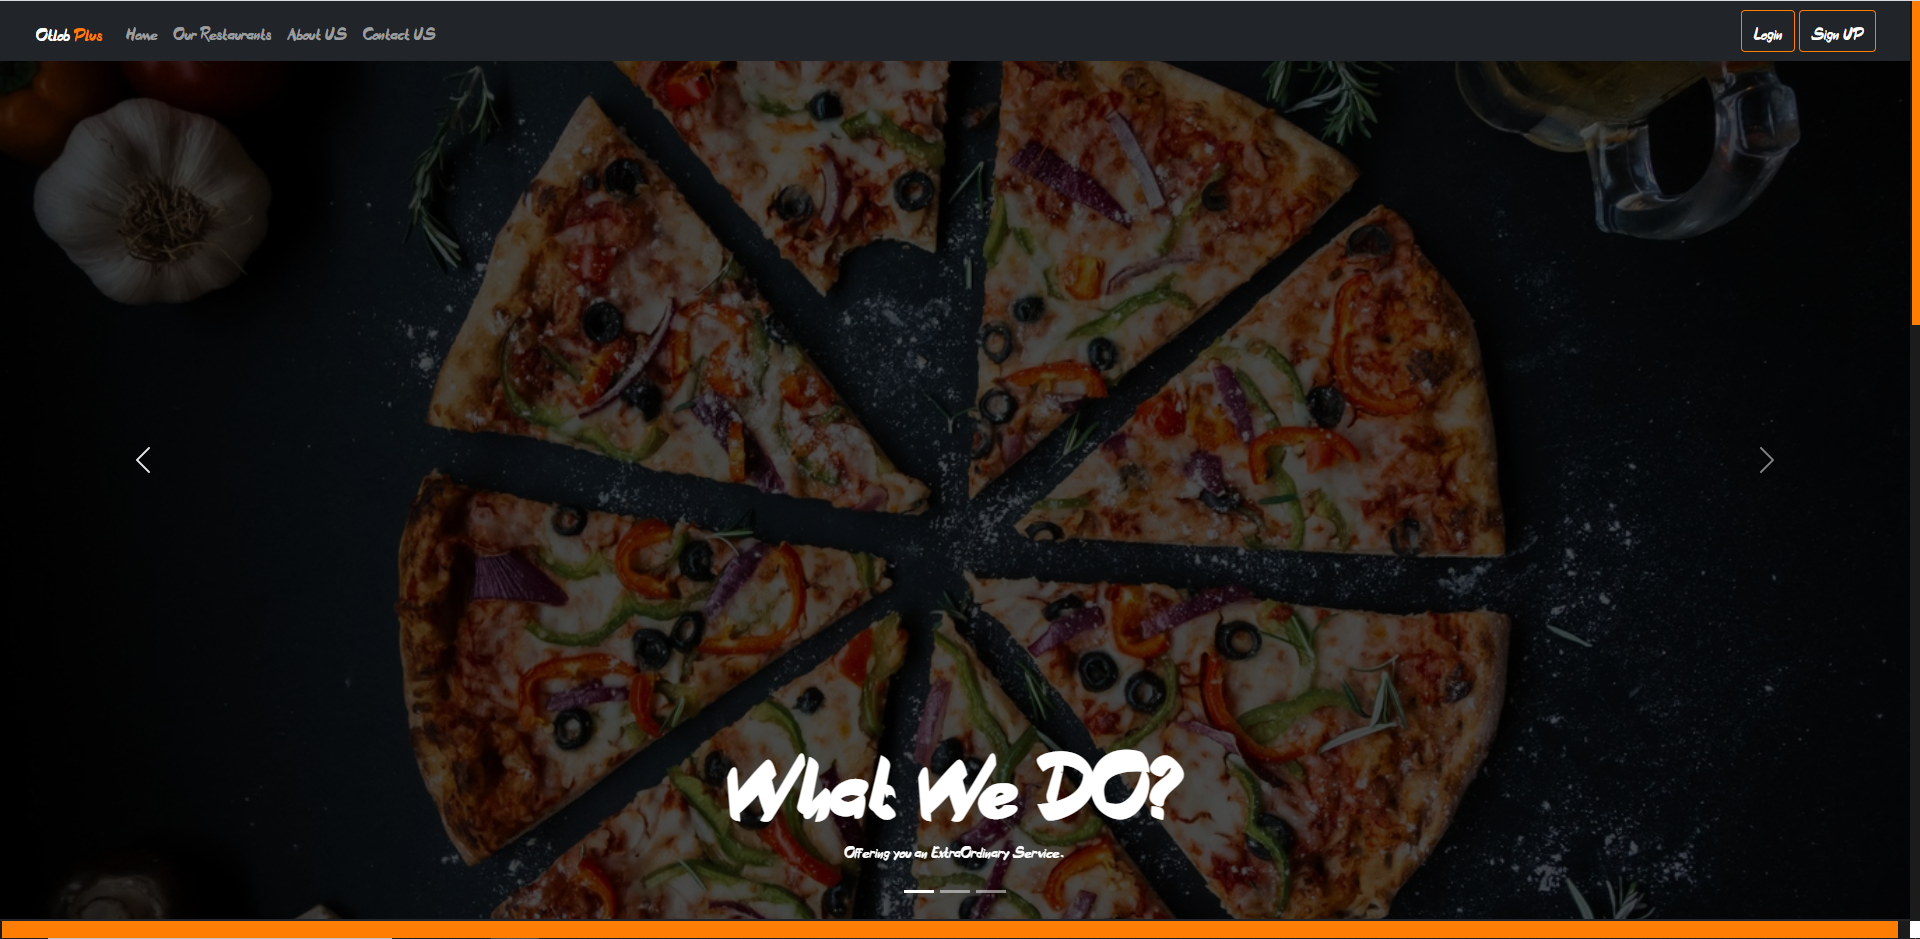 Otlob Plus Home Our Restaurants About US Contact US Login Sign UP
What We DO?
Offering you an ExtraOrdinary Service.